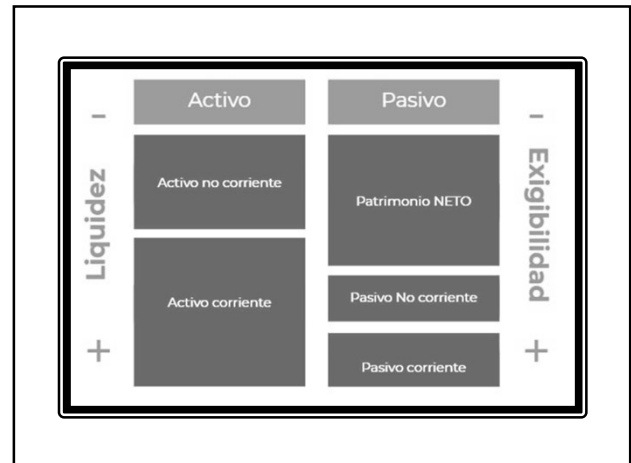 Activo
Pasivo
-
-
Liquidez
Exigibilidad
Activo no corriente
Patrimonio NETO
Activo corriente
Pasivo No corriente
Pasivo corriente
+
+